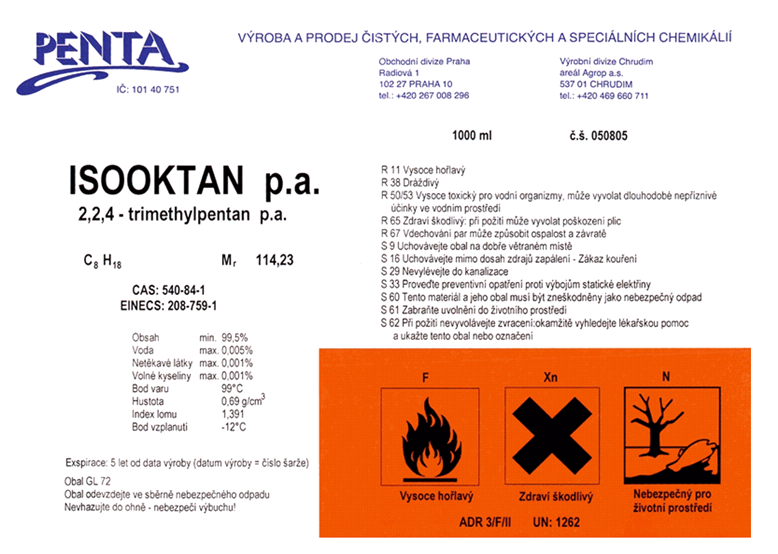 PENTA
IČ: 101 40 751
VÝROBA A PRODEJ ČISTÝCH, FARMACEUTICKÝCH A SPECIÁLNÍCH CHEMIKÁLIÍ
Obchodní divize Praha
Radiová 1
102 27 PRAHA 10
tel.: +420 267 008 296
Výrobní divize Chrudim
areál Agrop a.s.
537 01 CHRUDIM
tel.: +420 469 660 711
1000 ml č.š. 050805
ISOOKTAN p.a.
2,2,4 - trimethylpentan p.a.
C8 H18 Mr 114,23
CAS: 540-84-1
EINECS: 208-759-1
Obsah min. 99,5%
Voda max. 0,005%
Netěkavé látky max. 0,001%
Volné kyseliny max. 0,001%
Bod varu 99°C
Hustota 0,69 g/cm3
Index lomu 1,391
Bod vzplanutí -12°C
Exspirace: 5 let od data výroby (datum výroby = číslo šarže)
Obal GL 72
Obal odevzdejte ve sběrně nebezpečného odpadu
Nevhazujte do ohně - nebezpečí výbuchu!
R 11 Vysoce hořlavý
R 38 Dráždivý
R 50/53 Vysoce toxický pro vodní organizmy, může vyvolat dlouhodobé nepříznivé
účinky ve vodním prostředí
R 65 Zdraví škodlivý: při požití může vyvolat poškození plic
R 67 Vdechování par může způsobit ospalost a závratě
S 9 Uchovávejte obal na dobře větraném místě
S 16 Uchovávejte mimo dosah zdrojů zapálení - Zákaz kouření
S 29 Nevylévejte do kanalizace
S 33 Proveďte preventivní opatření proti výbojům statické elektřiny
S 60 Tento materiál a jeho obal musí být zneškodněny jako nebezpečný odpad
S 61 Zabraňte uvolnění do životního prostředí
S 62 Při požití nevyvolávejte zvracení:okamžitě vyhledejte lékařskou pomoc
a ukažte tento obal nebo označení
F Xn N
Vysoce hořlavý
Zdraví škodlivý
Nebezpečný pro
životní prostředí
ADR 3/F/II UN: 1262